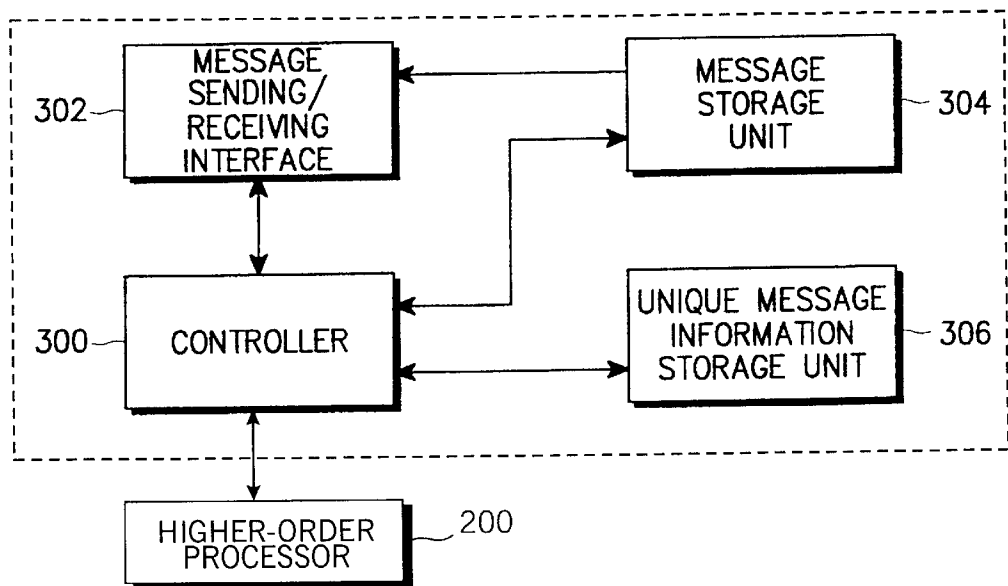 MESSAGE
SENDING/
RECEIVING
INTERFACE
302
MESSAGE
STORAGE
UNIT
304
300
CONTROLLER
UNIQUE MESSAGE
INFORMATION
STORAGE UNIT
306
HIGHER-ORDER
PROCESSOR
200